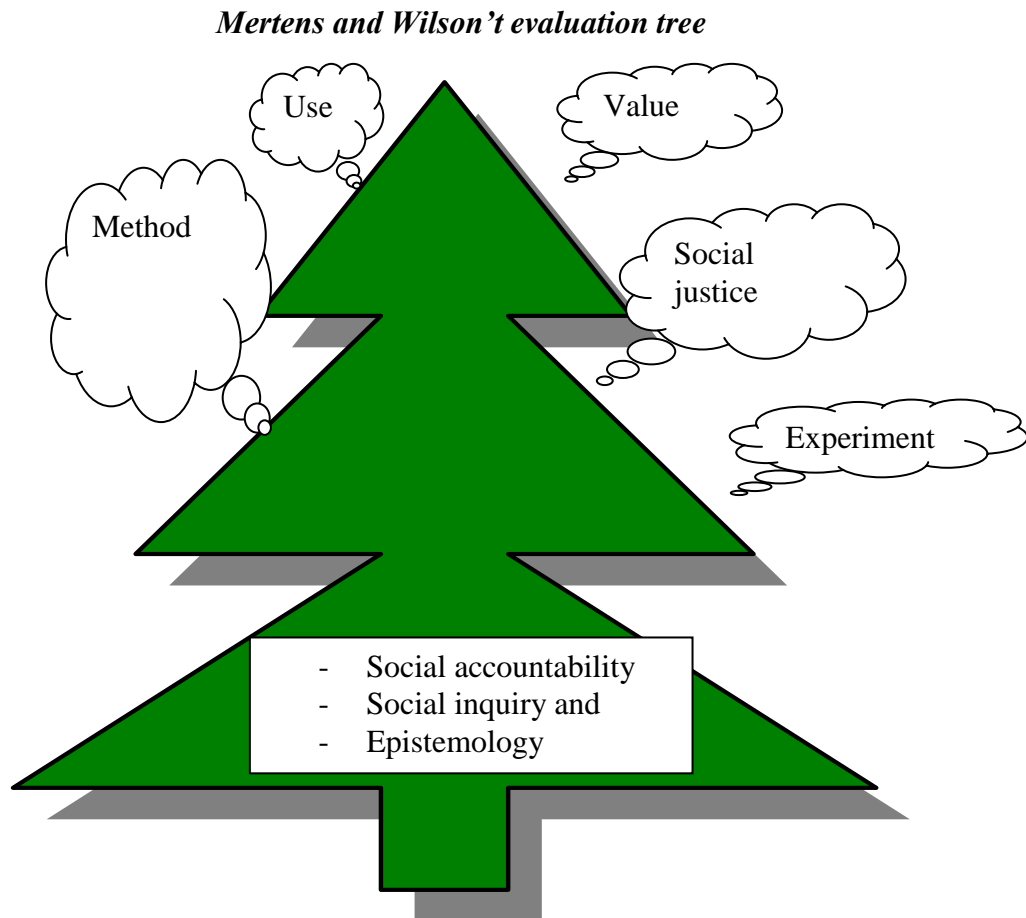 Mertens and Wilson't evaluation tree
Use
Value
Method
Social
justice
Experiment
- Social accountability
- Social inquiry and
- Epistemology